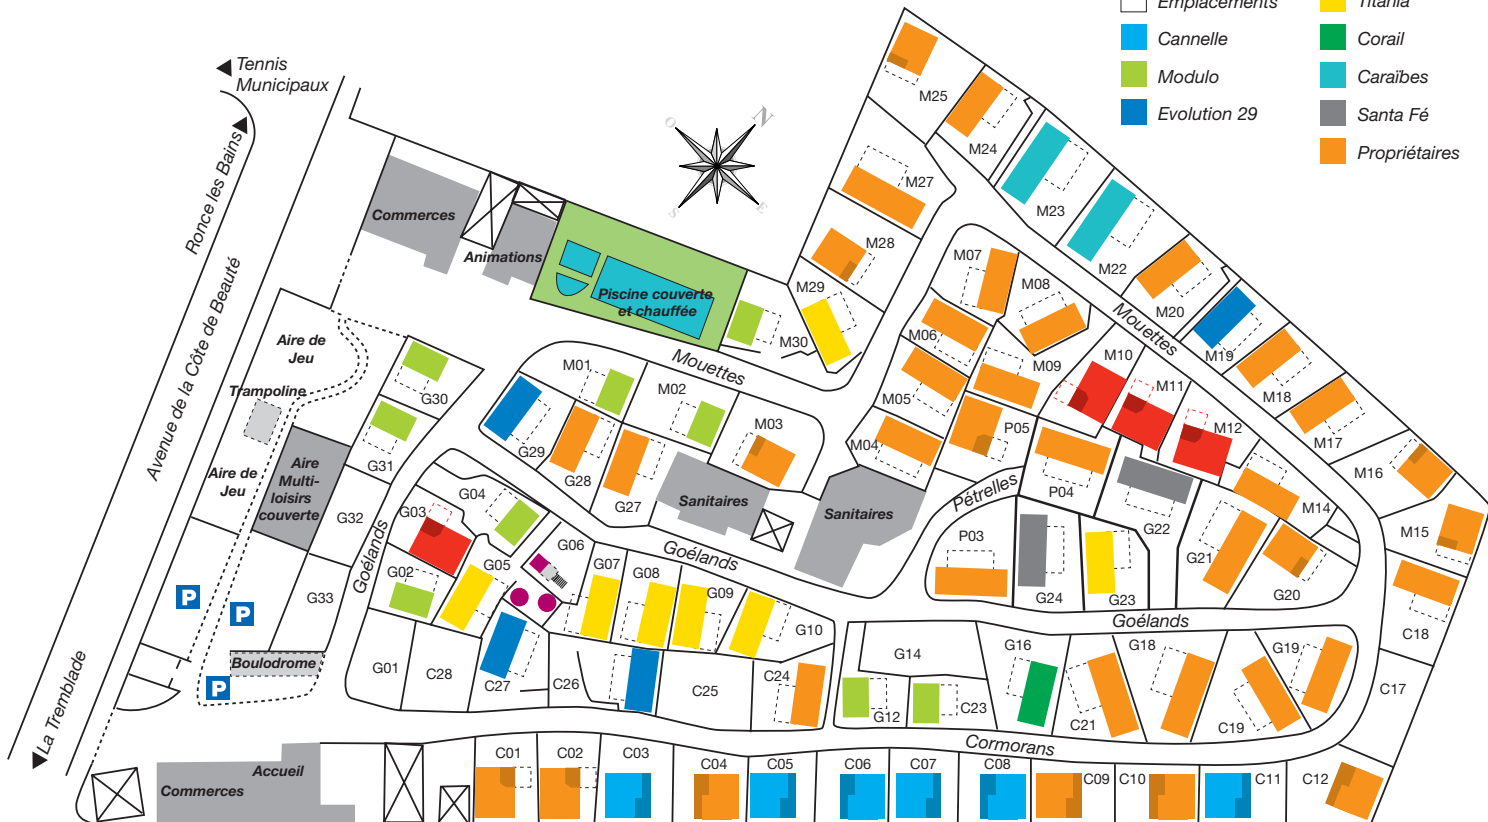 Emplacements
Titania
Cannelle
Corail
Modulo
Caraïbes
Evolution 29
Santa Fé
Propriétaires
Tennis
Municipaux
Ronce les Bains
Avenue de la Côte de Beauté
La Tremblade
N
O
S
E
Commerces
Animations
Piscine couverte
et chauffée
Aire de
Jeu
Trampoline
Aire de
Jeu
Aire
Multi-
loisirs
couverte
P
P
P
Boulodrome
Accueil
Commerces
Sanitaires
Sanitaires
Mouettes
Mouettes
Goélands
Goélands
Goélands
Pétrelles
Cormorans
M25
M24
M23
M22
M20
M19
M18
M17
M16
M15
M14
M27
M28
M29
M30
M07
M08
M06
M05
M04
M09
M10
M11
M12
M01
M02
M03
P05
P04
P03
G30
G31
G32
G33
G29
G28
G27
G04
G03
G02
G01
G05
G06
G07
G08
G09
G10
G22
G21
G20
G24
G23
G14
G16
G18
G19
G12
C28
C27
C26
C25
C24
C23
C21
C19
C18
C17
C01
C02
C03
C04
C05
C06
C07
C08
C09
C10
C11
C12